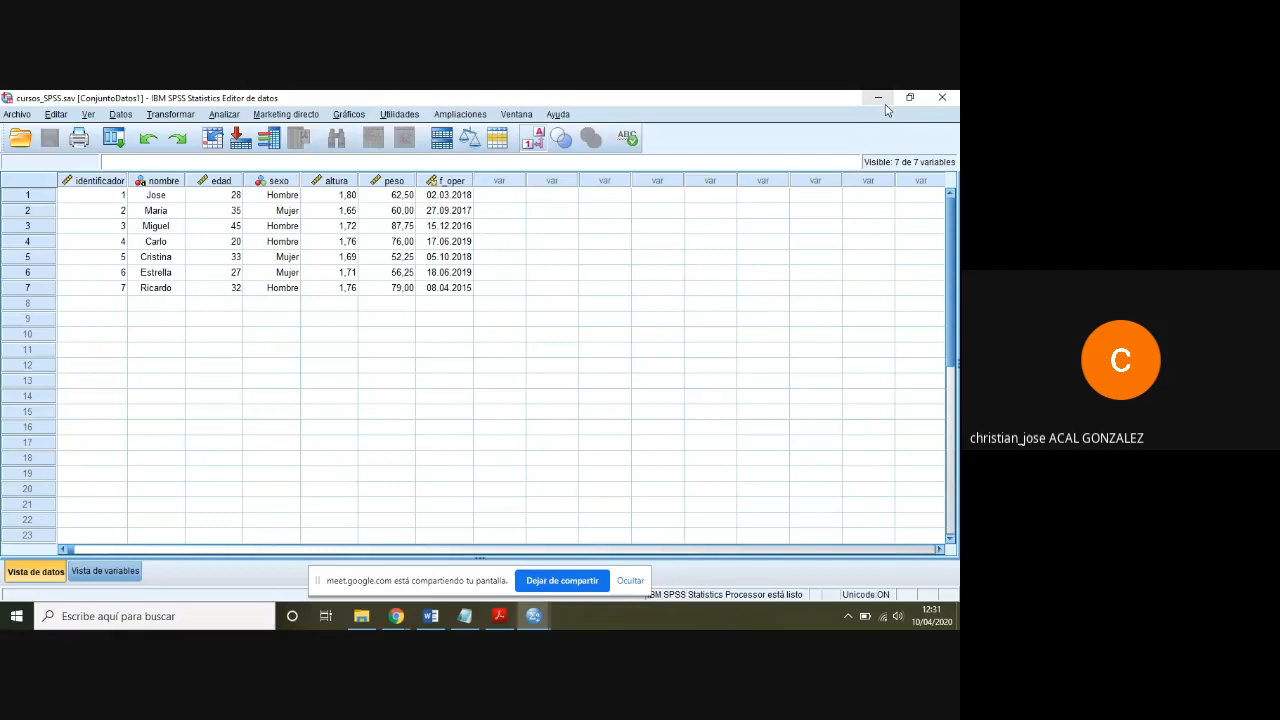 cursos_SPSS.sav [ConjuntoDatos1] - IBM SPSS Statistics Editor de datos
Archivo Editar Ver Datos Transformar Analizar Marketing directo Gráficos Utilidades Ampliaciones Ventana Ayuda
Visible: 7 de 7 variables
identificador nombre edad sexo altura peso f_oper var var var var var var var var var
1 1 Jose 28 Hombre 1,80 62,50 02.03.2018
2 2 María 35 Mujer 1,65 60,00 27.09.2017
3 3 Miguel 45 Hombre 1,72 87,75 15.12.2016
4 4 Carlo 20 Hombre 1,76 76,00 17.06.2019
5 5 Cristina 33 Mujer 1,69 52,25 05.10.2018
6 6 Estrella 27 Mujer 1,71 56,25 18.06.2019
7 7 Ricardo 32 Hombre 1,76 79,00 08.04.2015
8
9
10
11
12
13
14
15
16
17
18
19
20
21
22
23
Vista de datos Vista de variables
meet.google.com está compartiendo tu pantalla. Dejar de compartir Ocultar
IBM SPSS Statistics Processor está listo Unicode:ON
Escribe aquí para buscar
12:31
10/04/2020
C
christian_jose ACAL GONZALEZ